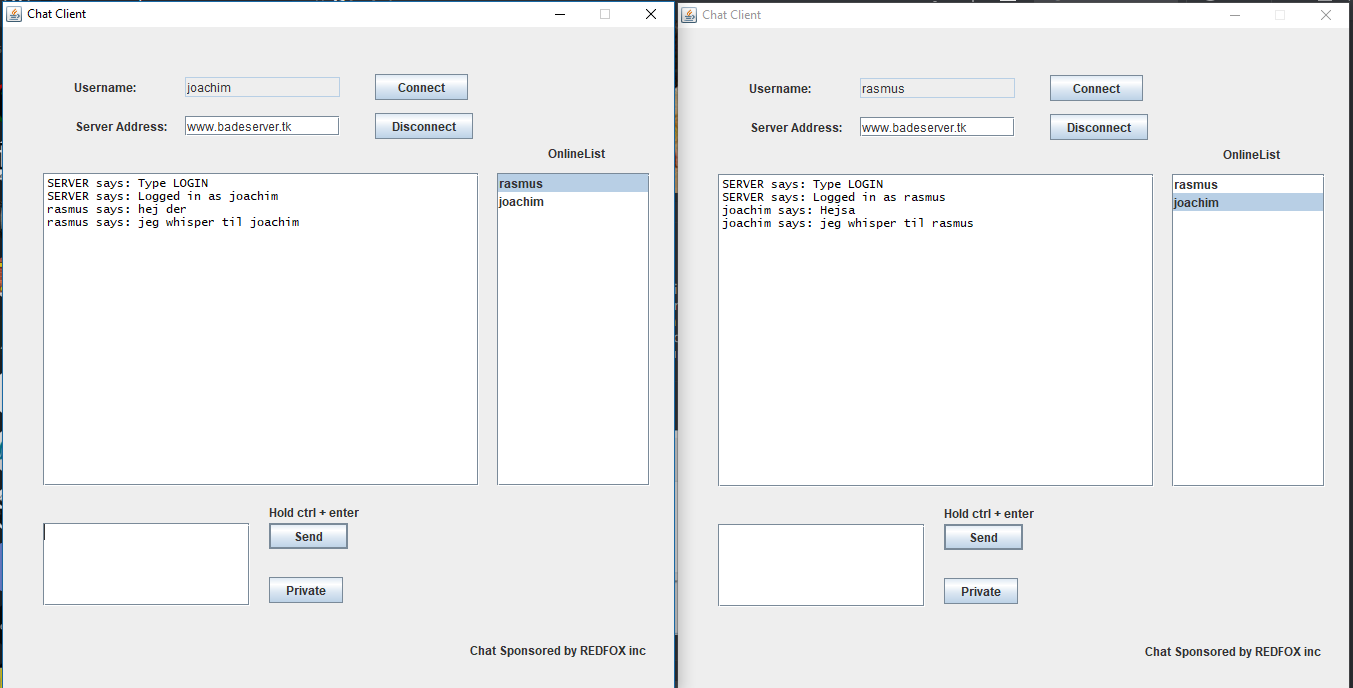 Chat Client
Username:
joachim
Connect
Server Address:
www.badeserver.tk
Disconnect
OnlineList
SERVER says: Type LOGIN
SERVER says: Logged in as joachim
rasmus says: hej der
rasmus says: jeg whisper til joachim
rasmus
joachim
Hold ctrl + enter
Send
Private
Chat Sponsored by REDFOX inc
Chat Client
Username:
rasmus
Connect
Server Address:
www.badeserver.tk
Disconnect
OnlineList
SERVER says: Type LOGIN
SERVER says: Logged in as rasmus
joachim says: Hejsa
joachim says: jeg whisper til rasmus
rasmus
joachim
Hold ctrl + enter
Send
Private
Chat Sponsored by REDFOX inc